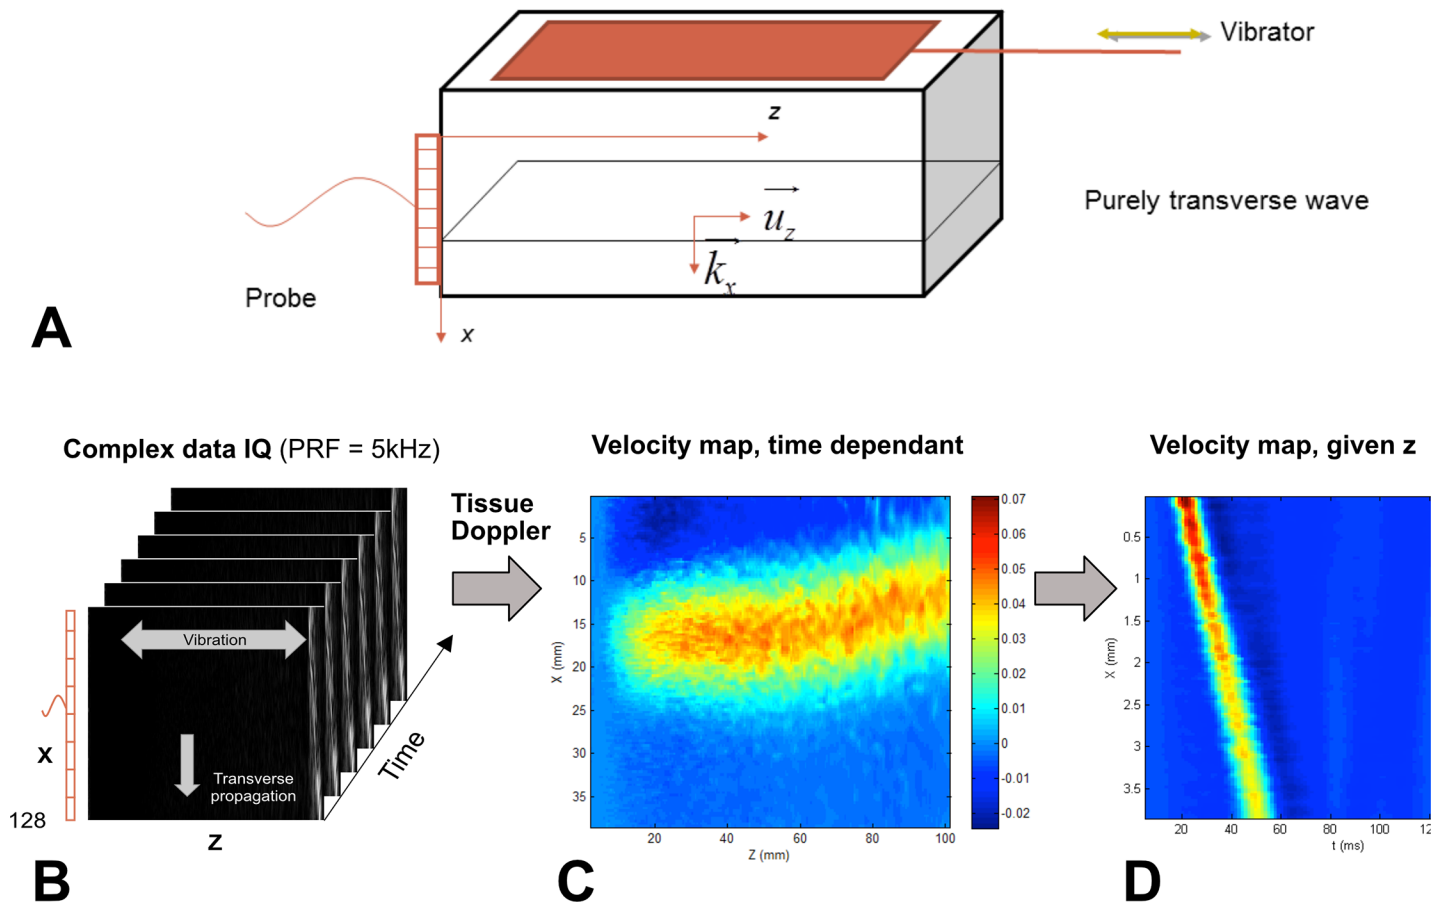 z
Vibrator
Purely transverse wave
u_z
k_x
Probe
x
A
Complex data IQ (PRF = 5kHz)
Vibration
Transverse
propagation
Time
X
128
z
B
Tissue
Doppler
Velocity map, time dependant
5
10
15
20
25
30
35
X (mm)
20
40
60
80
100
Z (mm)
0.07
0.06
0.05
0.04
0.03
0.02
0.01
0
-0.01
-0.02
C
Velocity map, given z
0.5
1
1.5
2
2.5
3
3.5
X (mm)
20
40
60
80
100
120
t (ms)
D